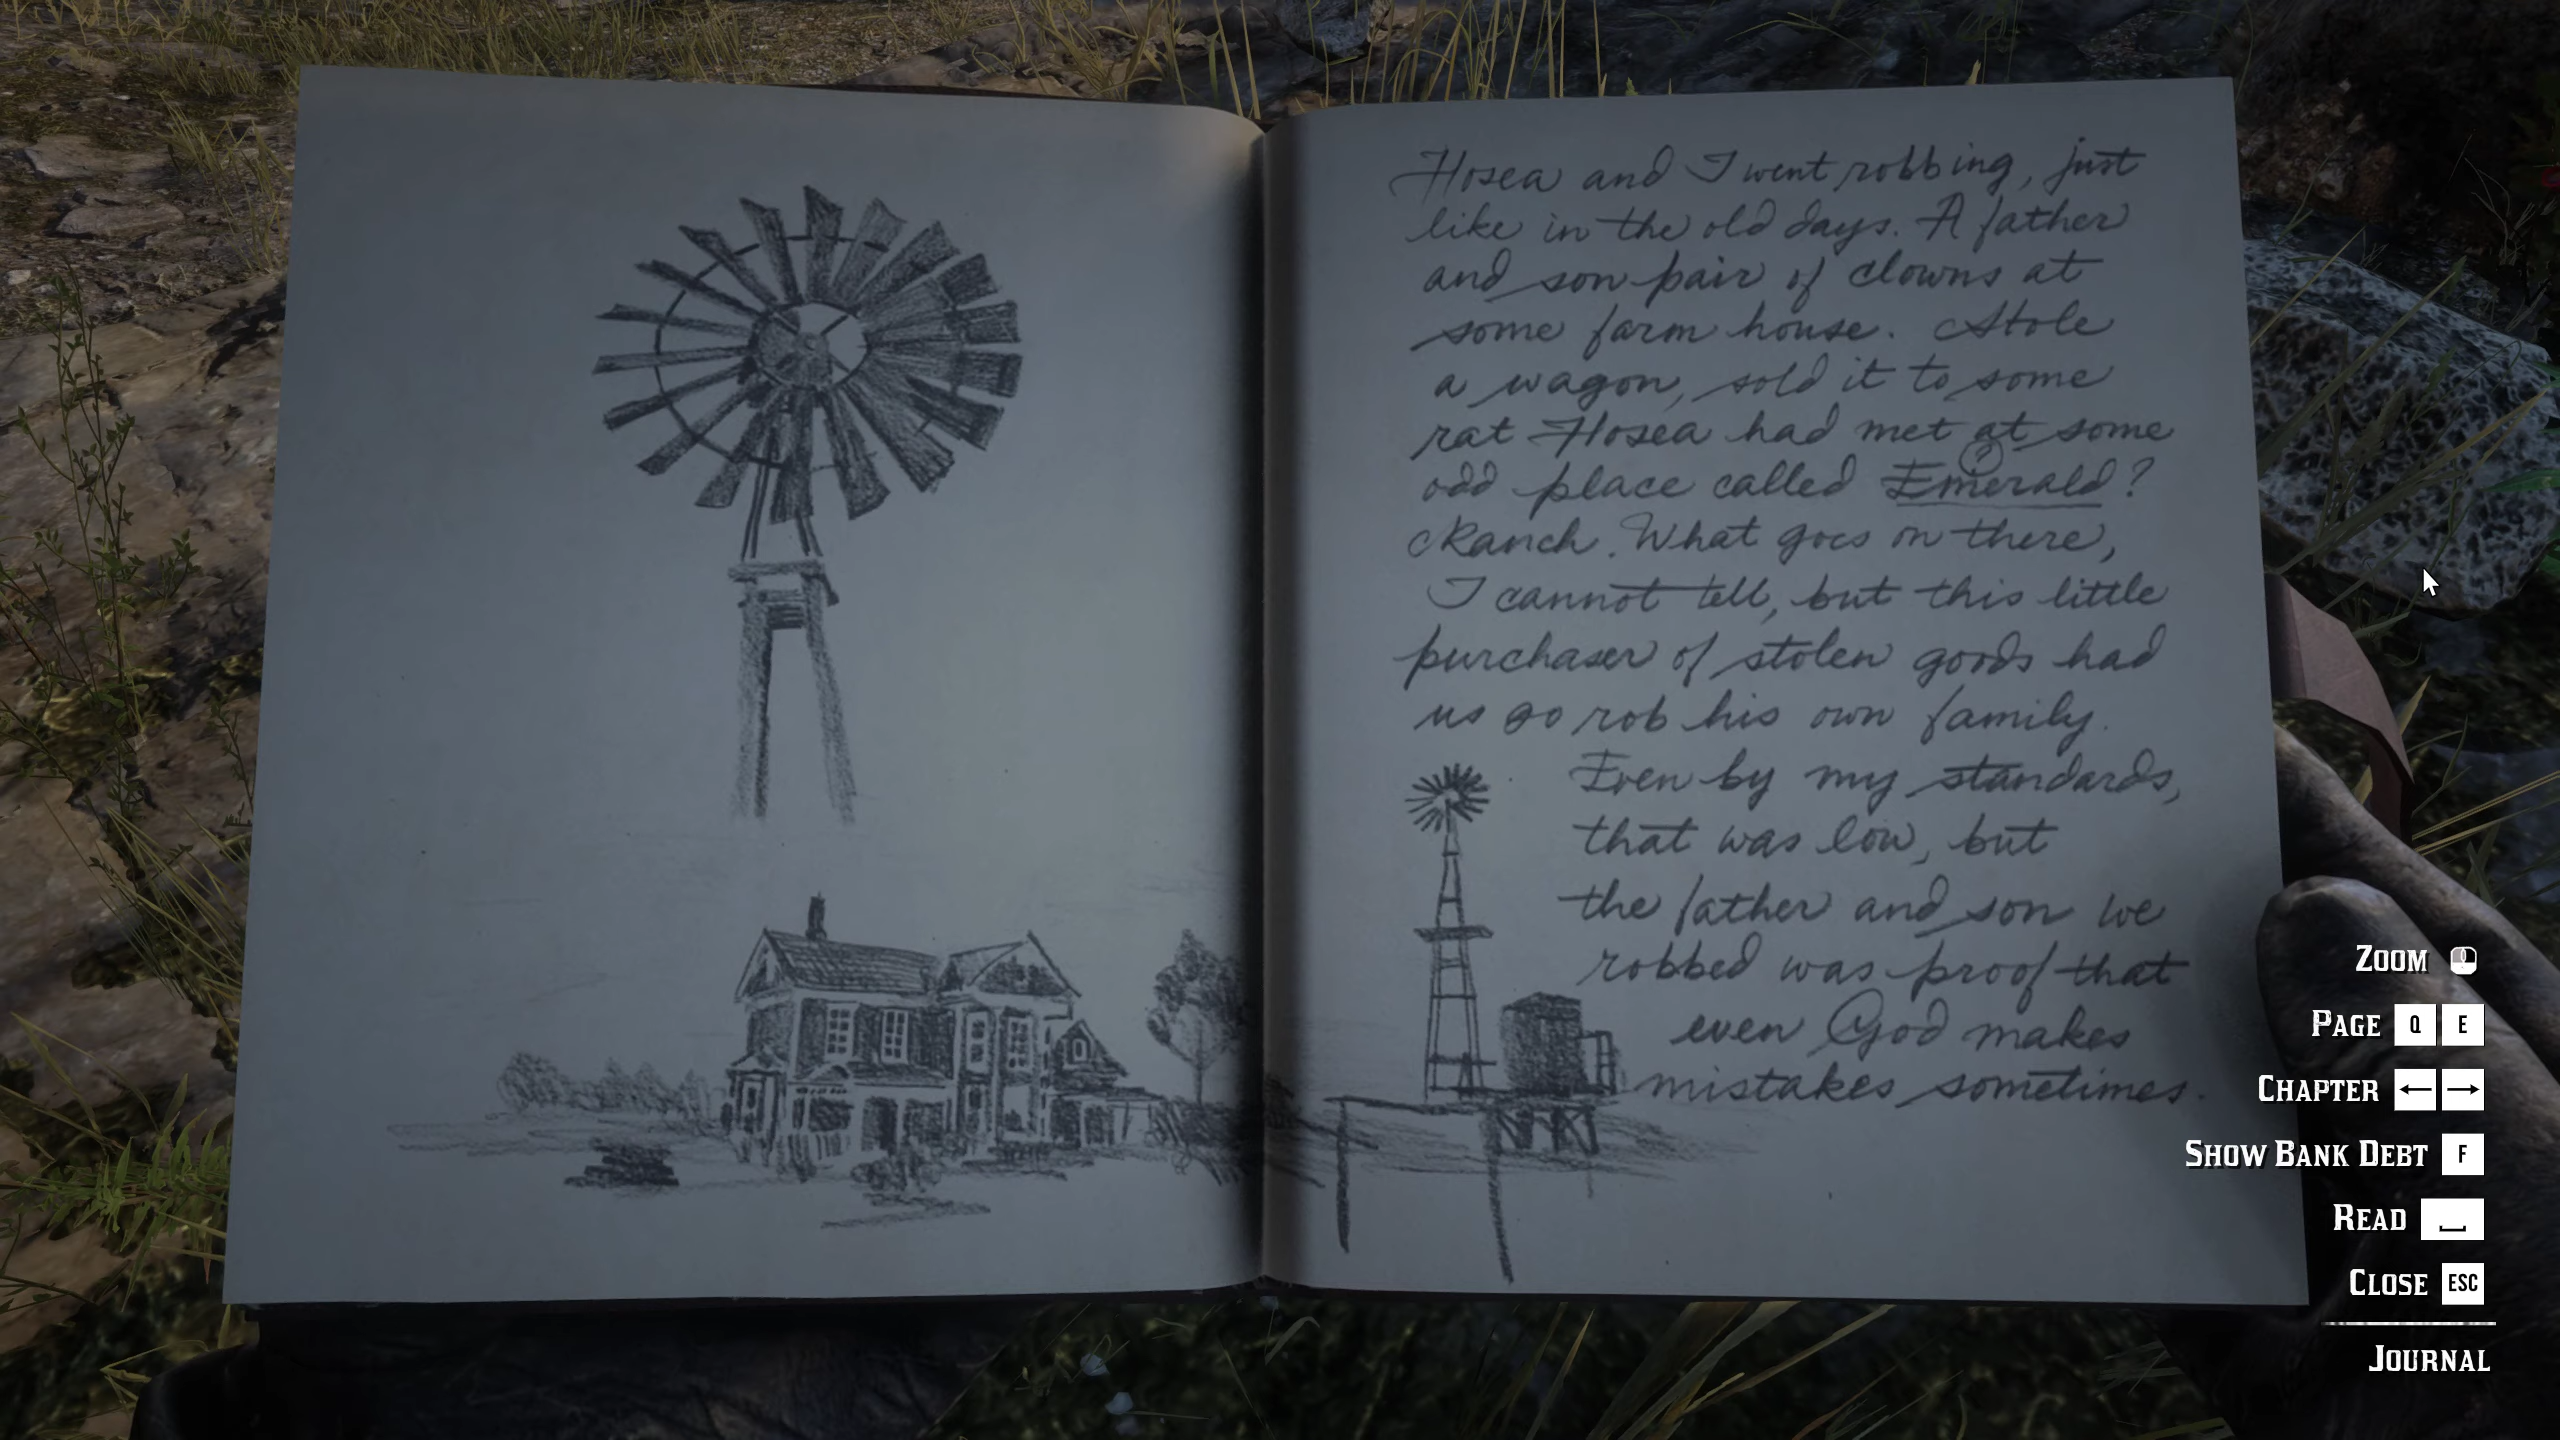 Hosea and I went robbing, just
like in the old days. A father
and son pair of clowns at
some farm house. Stole
a wagon, sold it to some
rat Hosea had met at some
odd place called Emerald?
Ranch. What goes on there,
I cannot tell, but this little
purchaser of stolen goods had
us go rob his own family.
Even by my standards,
that was low, but
the father and son we
robbed was proof that
even God makes
mistakes sometimes.
ZOOM
PAGE Q E
CHAPTER ← →
SHOW BANK DEBT F
READ
CLOSE ESC
JOURNAL